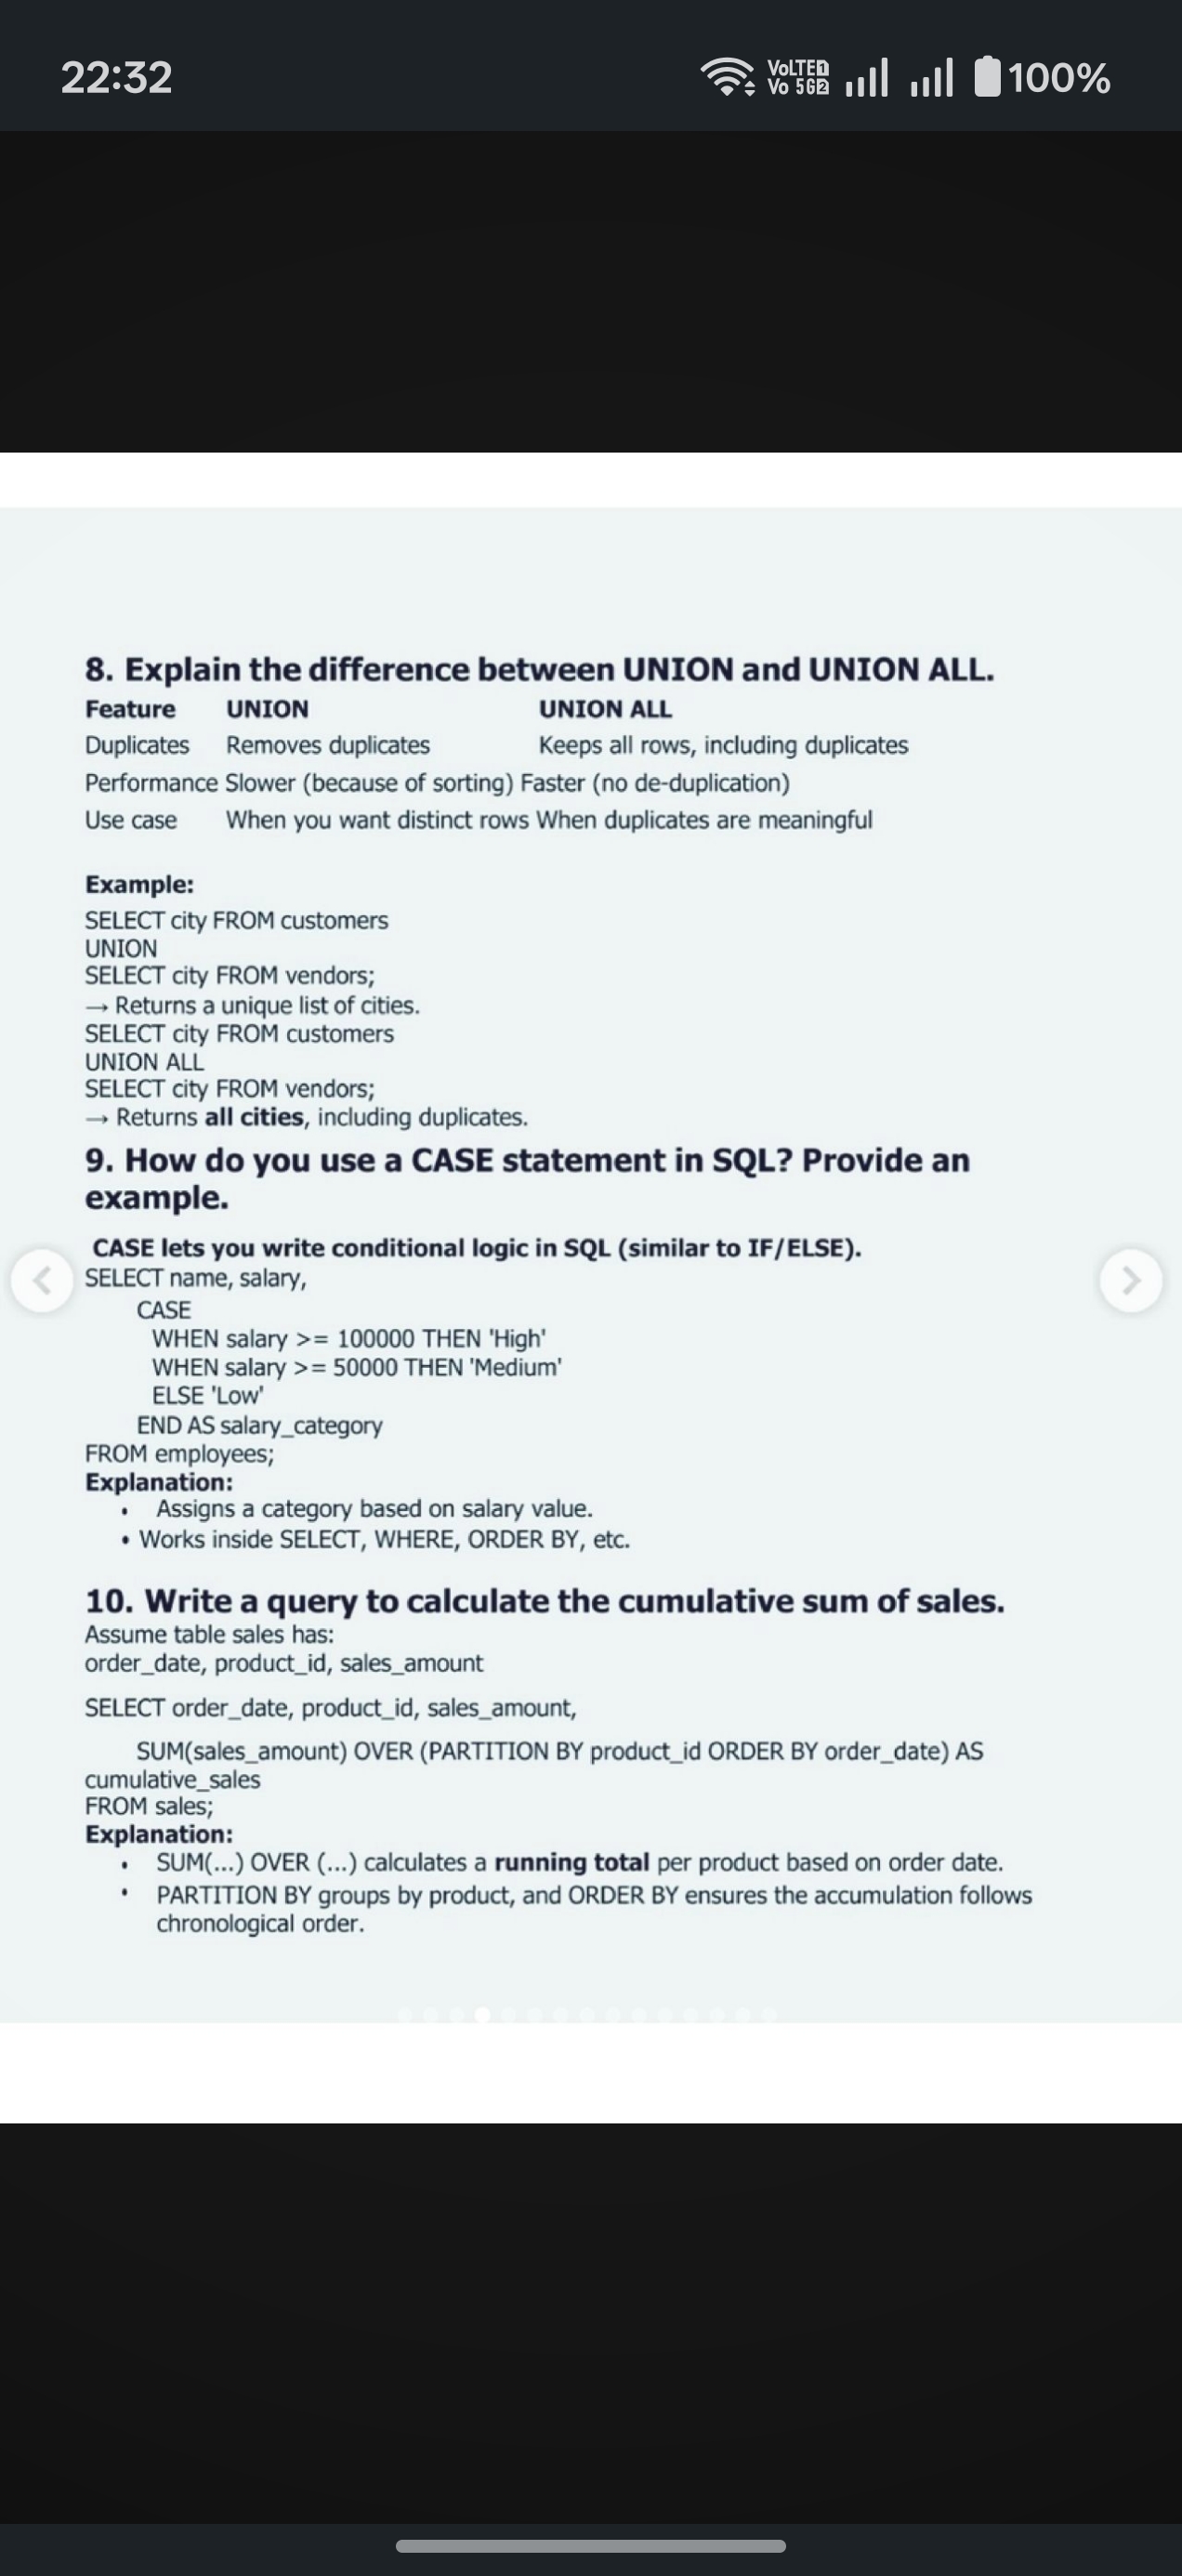 22:32 VoLTE1 Vo 5G2 100%
8. Explain the difference between UNION and UNION ALL.
Feature UNION UNION ALL
Duplicates Removes duplicates Keeps all rows, including duplicates
Performance Slower (because of sorting) Faster (no de-duplication)
Use case When you want distinct rows When duplicates are meaningful
Example:
SELECT city FROM customers
UNION
SELECT city FROM vendors;
→ Returns a unique list of cities.
SELECT city FROM customers
UNION ALL
SELECT city FROM vendors;
→ Returns all cities, including duplicates.
9. How do you use a CASE statement in SQL? Provide an
example.
CASE lets you write conditional logic in SQL (similar to IF/ELSE).
SELECT name, salary,
CASE
WHEN salary >= 100000 THEN 'High'
WHEN salary >= 50000 THEN 'Medium'
ELSE 'Low'
END AS salary_category
FROM employees;
Explanation:
• Assigns a category based on salary value.
• Works inside SELECT, WHERE, ORDER BY, etc.
10. Write a query to calculate the cumulative sum of sales.
Assume table sales has:
order_date, product_id, sales_amount
SELECT order_date, product_id, sales_amount,
SUM(sales_amount) OVER (PARTITION BY product_id ORDER BY order_date) AS
cumulative_sales
FROM sales;
Explanation:
• SUM(...) OVER (...) calculates a running total per product based on order date.
• PARTITION BY groups by product, and ORDER BY ensures the accumulation follows
chronological order.